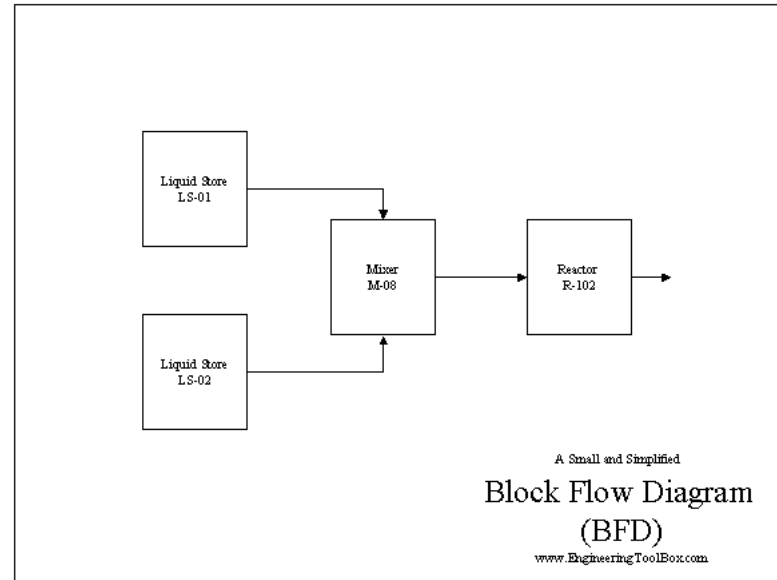 Liquid Store
LS-01
Mixer
M-08
Reactor
R-102
Liquid Store
LS-02
A Small and Simplified
Block Flow Diagram
(BFD)
www.EngineeringToolBox.com